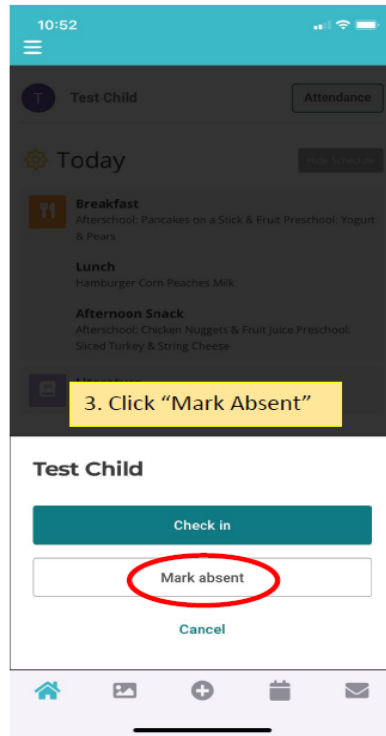 10:52
T
Test Child
Attendance
Today
Hide Schedule
Breakfast
Afterschool: Pancakes on a Stick & Fruit Preschool: Yogurt
& Pears
Lunch
Hamburger Corn Peaches Milk
Afternoon Snack
Afterschool: Chicken Nuggets & Fruit Juice Preschool:
Sliced Turkey & String Cheese
3. Click “Mark Absent”
Test Child
Check in
Mark absent
Cancel